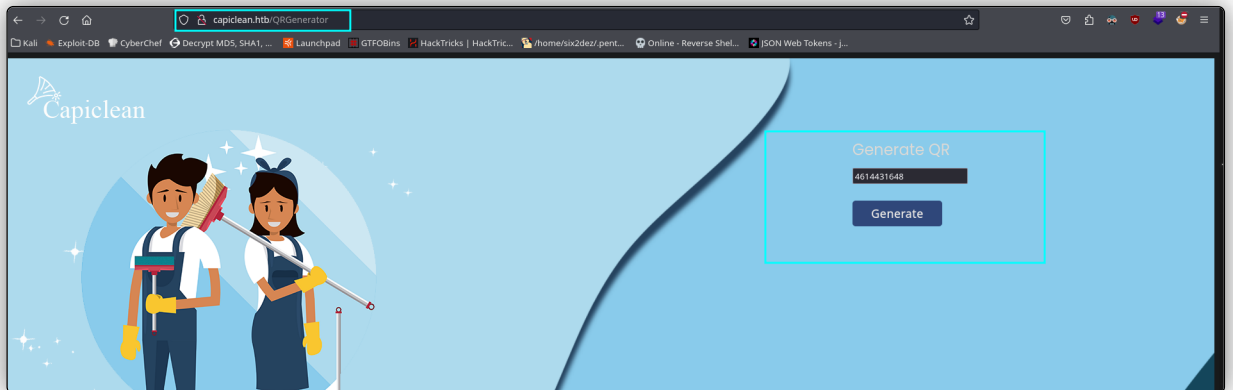 capiclean.htb/QRGenerator
13
Kali Exploit-DB CyberChef Decrypt MD5, SHA1, ... Launchpad GTFOBins HackTricks | HackTric... /home/six2dez/.pent... Online - Reverse Shel... JSON Web Tokens - j...
Capiclean
Generate QR
4614431648
Generate